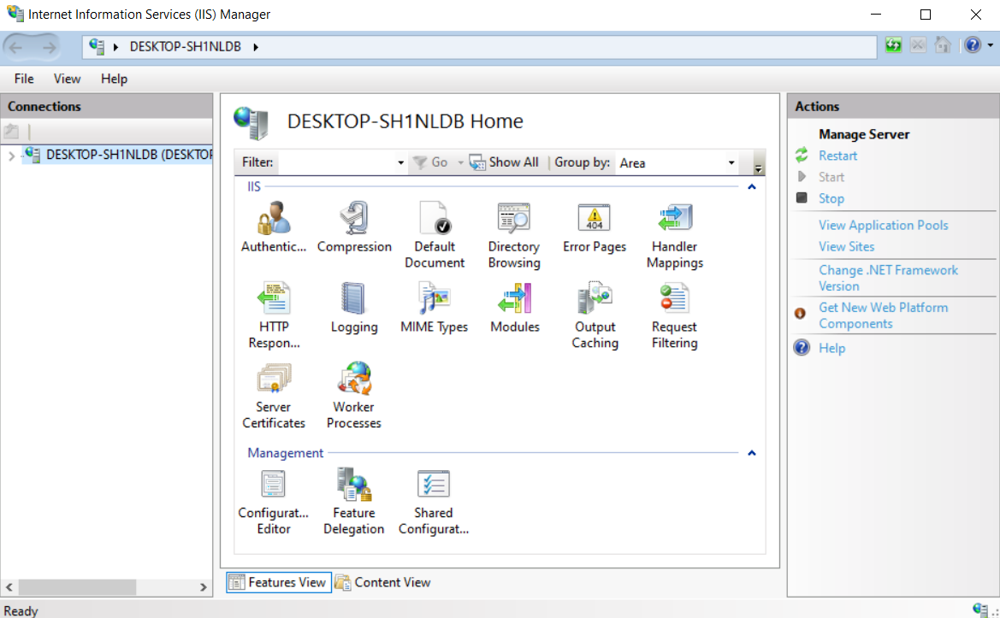 Internet Information Services (IIS) Manager
DESKTOP-SH1NLDB
File View Help
Connections
DESKTOP-SH1NLDB (DESKTOP
DESKTOP-SH1NLDB Home
Filter: Go Show All Group by: Area
IIS
Authentic... Compression Default Document Directory Browsing Error Pages 404 Handler Mappings
HTTP Respon... Logging MIME Types Modules Output Caching Request Filtering
Server Certificates Worker Processes
Management
Configurat... Editor Feature Delegation Shared Configurat...
Features View Content View
Actions
Manage Server
Restart
Start
Stop
View Application Pools
View Sites
Change .NET Framework
Version
Get New Web Platform
Components
Help
Ready